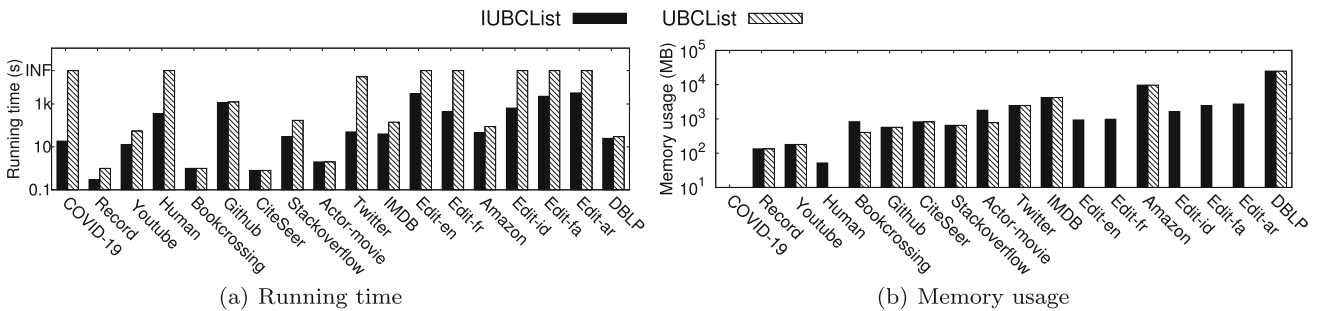 IUBCList UBCList
Running time (s)
INF
1k
10
0.1
COVID-19
Record
Youtube
Human
Bookcrossing
Github
CiteSeer
Stackoverflow
Actor-movie
Twitter
IMDB
Edit-en
Edit-fr
Amazon
Edit-id
Edit-fa
Edit-ar
DBLP
(a) Running time
Memory usage (MB)
10^5
10^4
10^3
10^2
10^1
COVID-19
Record
Youtube
Human
Bookcrossing
Github
CiteSeer
Stackoverflow
Actor-movie
Twitter
IMDB
Edit-en
Edit-fr
Amazon
Edit-id
Edit-fa
Edit-ar
DBLP
(b) Memory usage